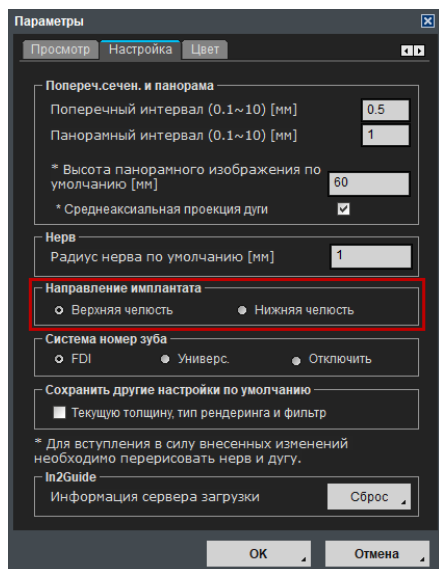 Параметры
Просмотр Настройка Цвет
Попереч.сечен. и панорама
Поперечный интервал (0.1~10) [мм] 0.5
Панорамный интервал (0.1~10) [мм] 1
* Высота панорамного изображения по
умолчанию [мм] 60
* Среднеаксиальная проекция дуги
Нерв
Радиус нерва по умолчанию [мм] 1
Направление имплантата
Верхняя челюсть Нижняя челюсть
Система номер зуба
FDI Универс. Отключить
Сохранить другие настройки по умолчанию
Текущую толщину, тип рендеринга и фильтр
* Для вступления в силу внесенных изменений
необходимо перерисовать нерв и дугу.
In2Guide
Информация сервера загрузки Сброс
OK Отмена